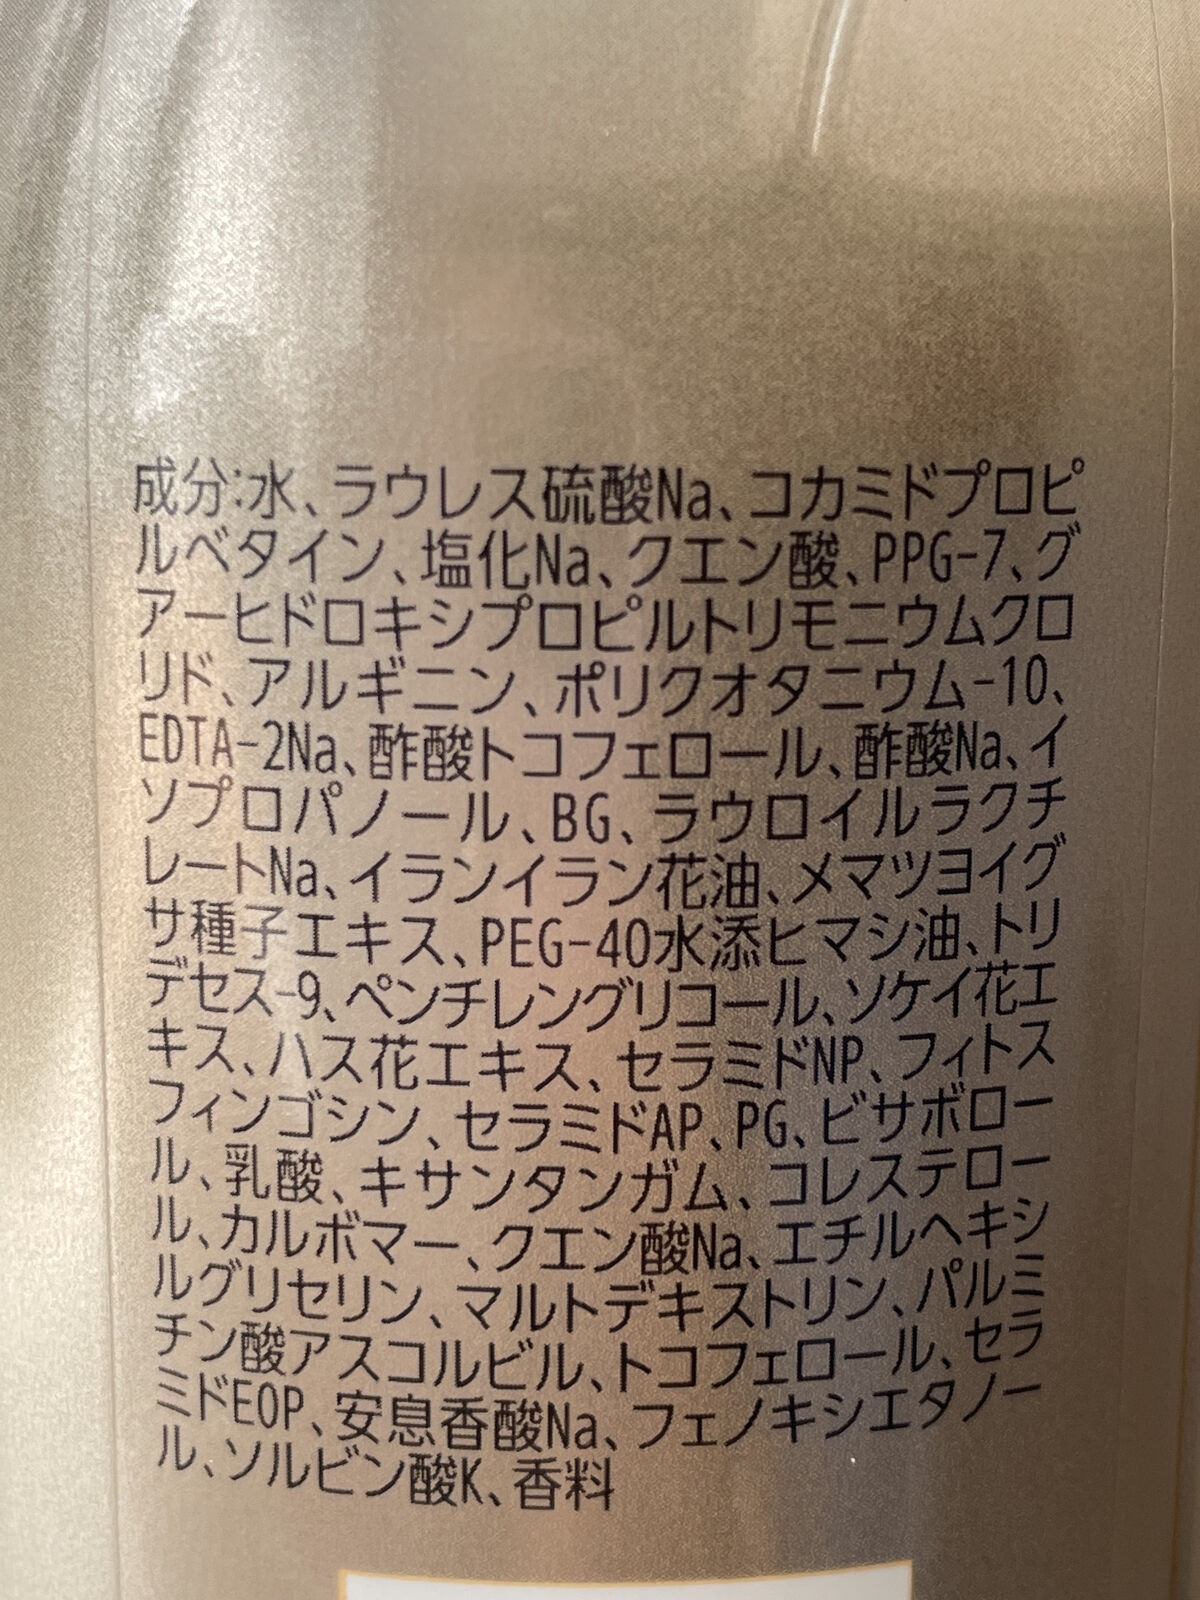 成分:水、ラウレス硫酸Na、コカミドプロピ
ルベタイン、塩化Na、クエン酸、PPG-7、グ
アーヒドロキシプロピルトリモニウムクロ
リド、アルギニン、ポリクオタニウム-10、
EDTA-2Na、酢酸トコフェロール、酢酸Na、イ
ソプロパノール、BG、ラウロイルラクチ
レートNa、イランイラン花油、メマツヨイグ
サ種子エキス、PEG-40水添ヒマシ油、トリ
デセス-9、ペンチレングリコール、ソケイ花エ
キス、ハス花エキス、セラミドNP、フィトス
フィンゴシン、セラミドAP、PG、ビサボロー
ル、乳酸、キサンタンガム、コレステロー
ル、カルボマー、クエン酸Na、エチルヘキシ
ルグリセリン、マルトデキストリン、パルミ
チン酸アスコルビル、トコフェロール、セラ
ミドEOP、安息香酸Na、フェノキシエタノー
ル、ソルビン酸K、香料